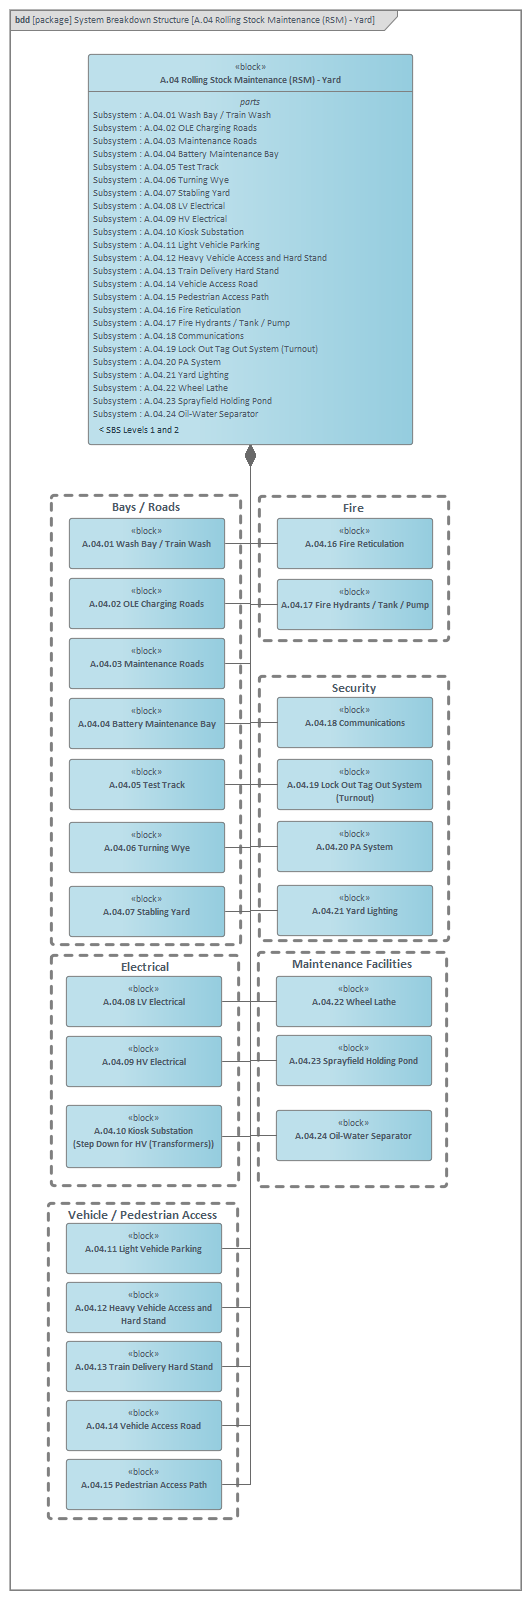 bdd [package] System Breakdown Structure [A.04 Rolling Stock Maintenance (RSM) - Yard]
«block»
A.04 Rolling Stock Maintenance (RSM) - Yard
parts
Subsystem : A.04.01 Wash Bay / Train Wash
Subsystem : A.04.02 OLE Charging Roads
Subsystem : A.04.03 Maintenance Roads
Subsystem : A.04.04 Battery Maintenance Bay
Subsystem : A.04.05 Test Track
Subsystem : A.04.06 Turning Wye
Subsystem : A.04.07 Stabling Yard
Subsystem : A.04.08 LV Electrical
Subsystem : A.04.09 HV Electrical
Subsystem : A.04.10 Kiosk Substation
Subsystem : A.04.11 Light Vehicle Parking
Subsystem : A.04.12 Heavy Vehicle Access and Hard Stand
Subsystem : A.04.13 Train Delivery Hard Stand
Subsystem : A.04.14 Vehicle Access Road
Subsystem : A.04.15 Pedestrian Access Path
Subsystem : A.04.16 Fire Reticulation
Subsystem : A.04.17 Fire Hydrants / Tank / Pump
Subsystem : A.04.18 Communications
Subsystem : A.04.19 Lock Out Tag Out System (Turnout)
Subsystem : A.04.20 PA System
Subsystem : A.04.21 Yard Lighting
Subsystem : A.04.22 Wheel Lathe
Subsystem : A.04.23 Sprayfield Holding Pond
Subsystem : A.04.24 Oil-Water Separator
< SBS Levels 1 and 2
Bays / Roads
«block»
A.04.01 Wash Bay / Train Wash
«block»
A.04.02 OLE Charging Roads
«block»
A.04.03 Maintenance Roads
«block»
A.04.04 Battery Maintenance Bay
«block»
A.04.05 Test Track
«block»
A.04.06 Turning Wye
«block»
A.04.07 Stabling Yard
Fire
«block»
A.04.16 Fire Reticulation
«block»
A.04.17 Fire Hydrants / Tank / Pump
Security
«block»
A.04.18 Communications
«block»
A.04.19 Lock Out Tag Out System
(Turnout)
«block»
A.04.20 PA System
«block»
A.04.21 Yard Lighting
Electrical
«block»
A.04.08 LV Electrical
«block»
A.04.09 HV Electrical
«block»
A.04.10 Kiosk Substation
(Step Down for HV (Transformers))
Maintenance Facilities
«block»
A.04.22 Wheel Lathe
«block»
A.04.23 Sprayfield Holding Pond
«block»
A.04.24 Oil-Water Separator
Vehicle / Pedestrian Access
«block»
A.04.11 Light Vehicle Parking
«block»
A.04.12 Heavy Vehicle Access and
Hard Stand
«block»
A.04.13 Train Delivery Hard Stand
«block»
A.04.14 Vehicle Access Road
«block»
A.04.15 Pedestrian Access Path